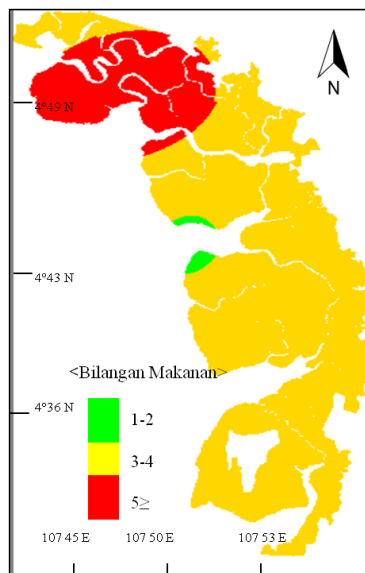 N
4°49 N
4°43 N
<Bilangan Makanan>
4°36 N
1-2
3-4
5≥
107 45 E 107 50 E 107 53 E